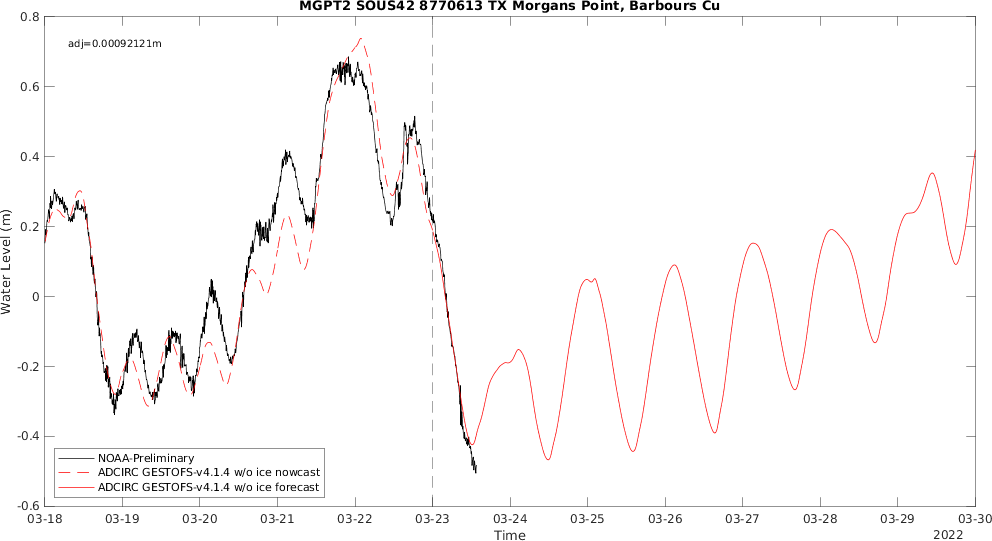 MGPT2 SOUS42 8770613 TX Morgans Point, Barbours Cu
adj=0.00092121m
0.8
0.6
0.4
0.2
0
-0.2
-0.4
-0.6
Water Level (m)
NOAA-Preliminary
ADCIRC GESTOFS-v4.1.4 w/o ice nowcast
ADCIRC GESTOFS-v4.1.4 w/o ice forecast
03-18 03-19 03-20 03-21 03-22 03-23 03-24 03-25 03-26 03-27 03-28 03-29 03-30
Time
2022